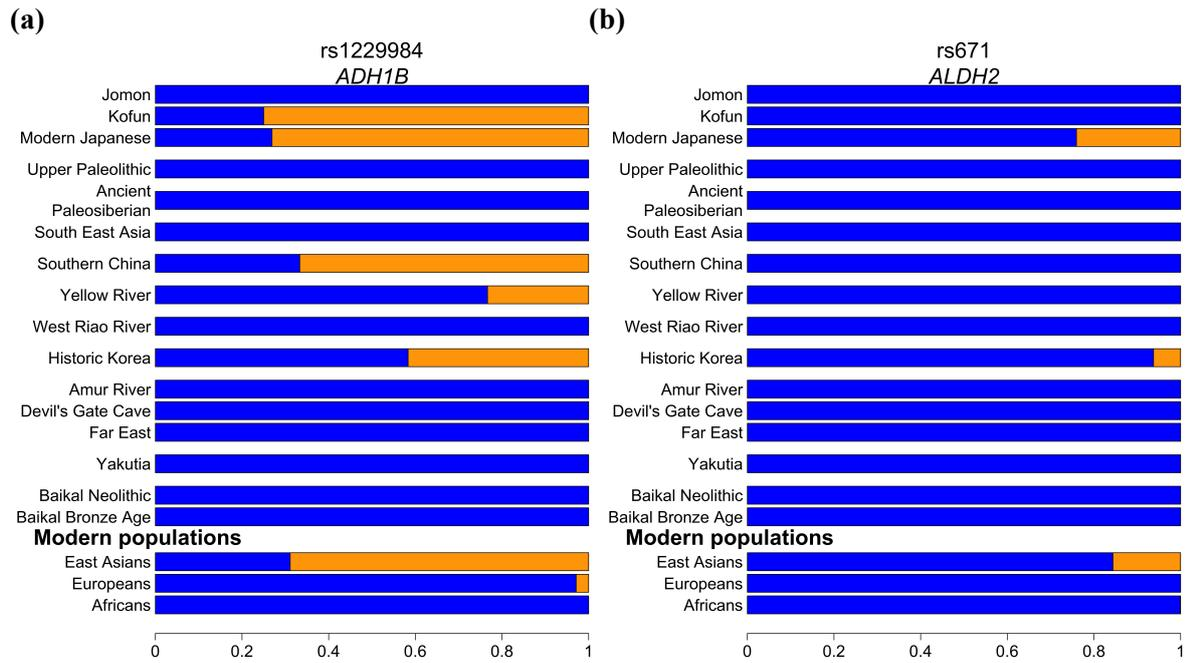 (a)
rs1229984
ADH1B
Jomon
Kofun
Modern Japanese
Upper Paleolithic
Ancient
Paleosiberian
South East Asia
Southern China
Yellow River
West Riao River
Historic Korea
Amur River
Devil's Gate Cave
Far East
Yakutia
Baikal Neolithic
Baikal Bronze Age
Modern populations
East Asians
Europeans
Africans
0 0.2 0.4 0.6 0.8 1
(b)
rs671
ALDH2
Jomon
Kofun
Modern Japanese
Upper Paleolithic
Ancient
Paleosiberian
South East Asia
Southern China
Yellow River
West Riao River
Historic Korea
Amur River
Devil's Gate Cave
Far East
Yakutia
Baikal Neolithic
Baikal Bronze Age
Modern populations
East Asians
Europeans
Africans
0 0.2 0.4 0.6 0.8 1